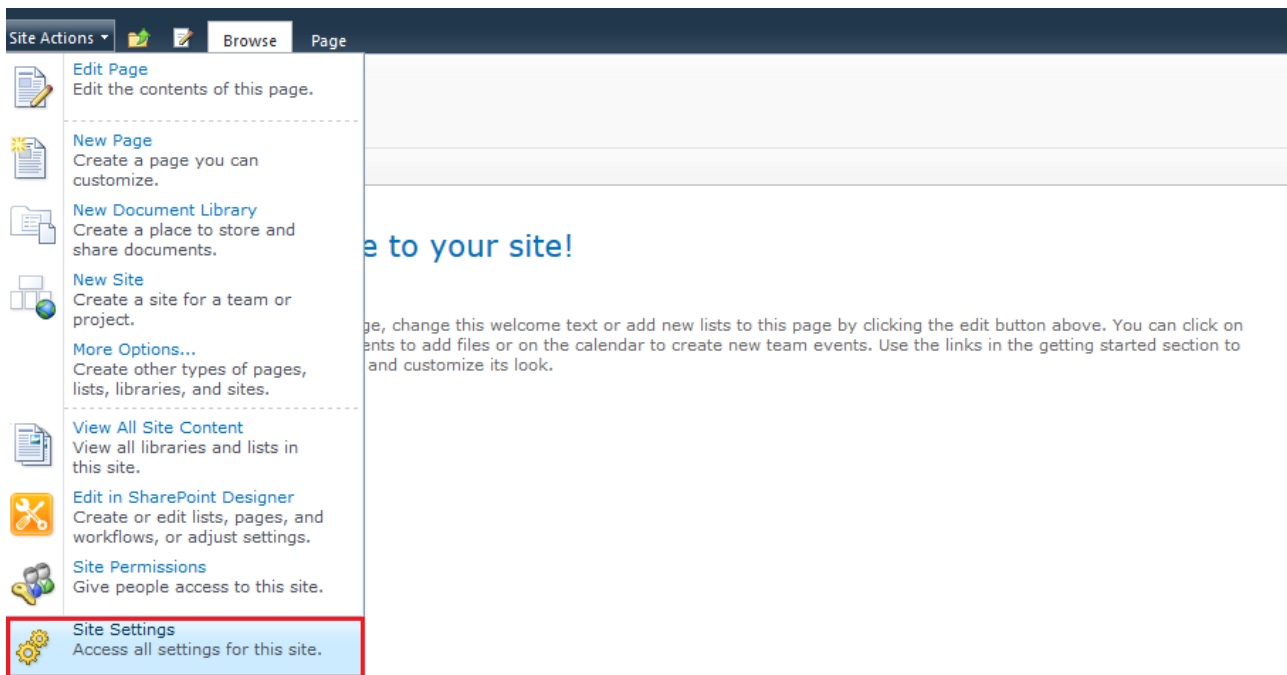 Site Actions Browse Page
Edit Page
Edit the contents of this page.
New Page
Create a page you can
customize.
New Document Library
Create a place to store and
share documents.
New Site
Create a site for a team or
project.
More Options...
Create other types of pages,
lists, libraries, and sites.
View All Site Content
View all libraries and lists in
this site.
Edit in SharePoint Designer
Create or edit lists, pages, and
workflows, or adjust settings.
Site Permissions
Give people access to this site.
Site Settings
Access all settings for this site.
e to your site!
ge, change this welcome text or add new lists to this page by clicking the edit button above. You can click on
ents to add files or on the calendar to create new team events. Use the links in the getting started section to
and customize its look.